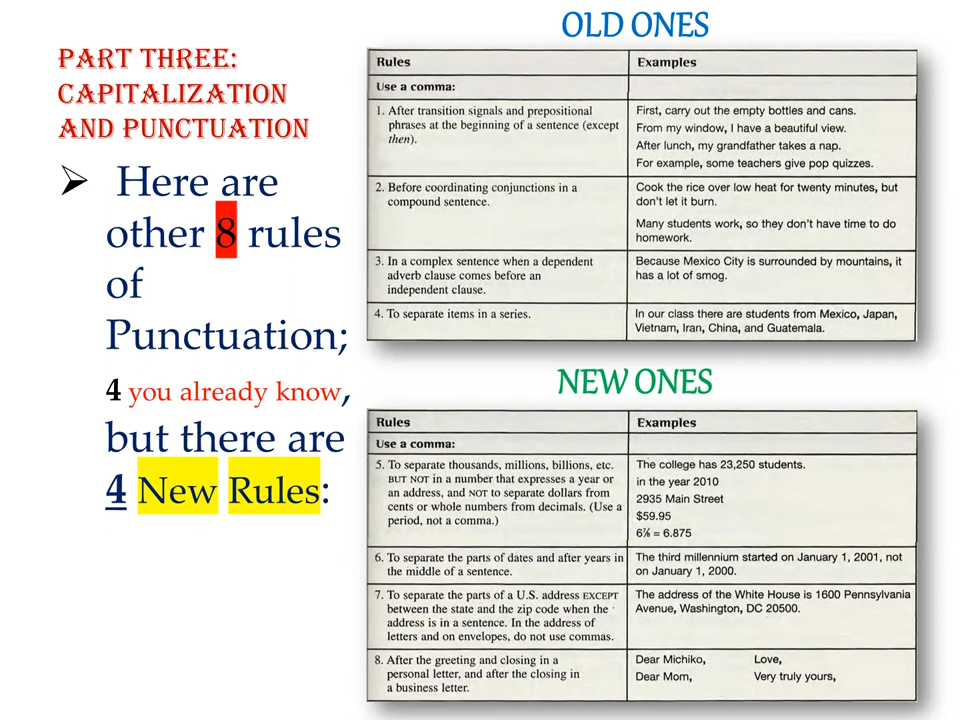 PART THREE:
CAPITALIZATION
AND PUNCTUATION
➢ Here are
other 8 rules
of
Punctuation;
4 you already know,
but there are
4 New Rules:
OLD ONES
Rules Examples
Use a comma:
1. After transition signals and prepositional
phrases at the beginning of a sentence (except
then).
First, carry out the empty bottles and cans.
From my window, I have a beautiful view.
After lunch, my grandfather takes a nap.
For example, some teachers give pop quizzes.
2. Before coordinating conjunctions in a
compound sentence.
Cook the rice over low heat for twenty minutes, but
don't let it burn.
Many students work, so they don't have time to do
homework.
3. In a complex sentence when a dependent
adverb clause comes before an
independent clause.
Because Mexico City is surrounded by mountains, it
has a lot of smog.
4. To separate items in a series.
In our class there are students from Mexico, Japan,
Vietnam, Iran, China, and Guatemala.
NEW ONES
Rules Examples
Use a comma:
5. To separate thousands, millions, billions, etc.
BUT NOT in a number that expresses a year or
an address, and NOT to separate dollars from
cents or whole numbers from decimals. (Use a
period, not a comma.)
The college has 23,250 students.
in the year 2010
2935 Main Street
$59.95
6⅞ = 6.875
6. To separate the parts of dates and after years in
the middle of a sentence.
The third millennium started on January 1, 2001, not
on January 1, 2000.
7. To separate the parts of a U.S. address EXCEPT
between the state and the zip code when the
address is in a sentence. In the address of
letters and on envelopes, do not use commas.
The address of the White House is 1600 Pennsylvania
Avenue, Washington, DC 20500.
8. After the greeting and closing in a
personal letter, and after the closing in
a business letter.
Dear Michiko, Love,
Dear Mom, Very truly yours,